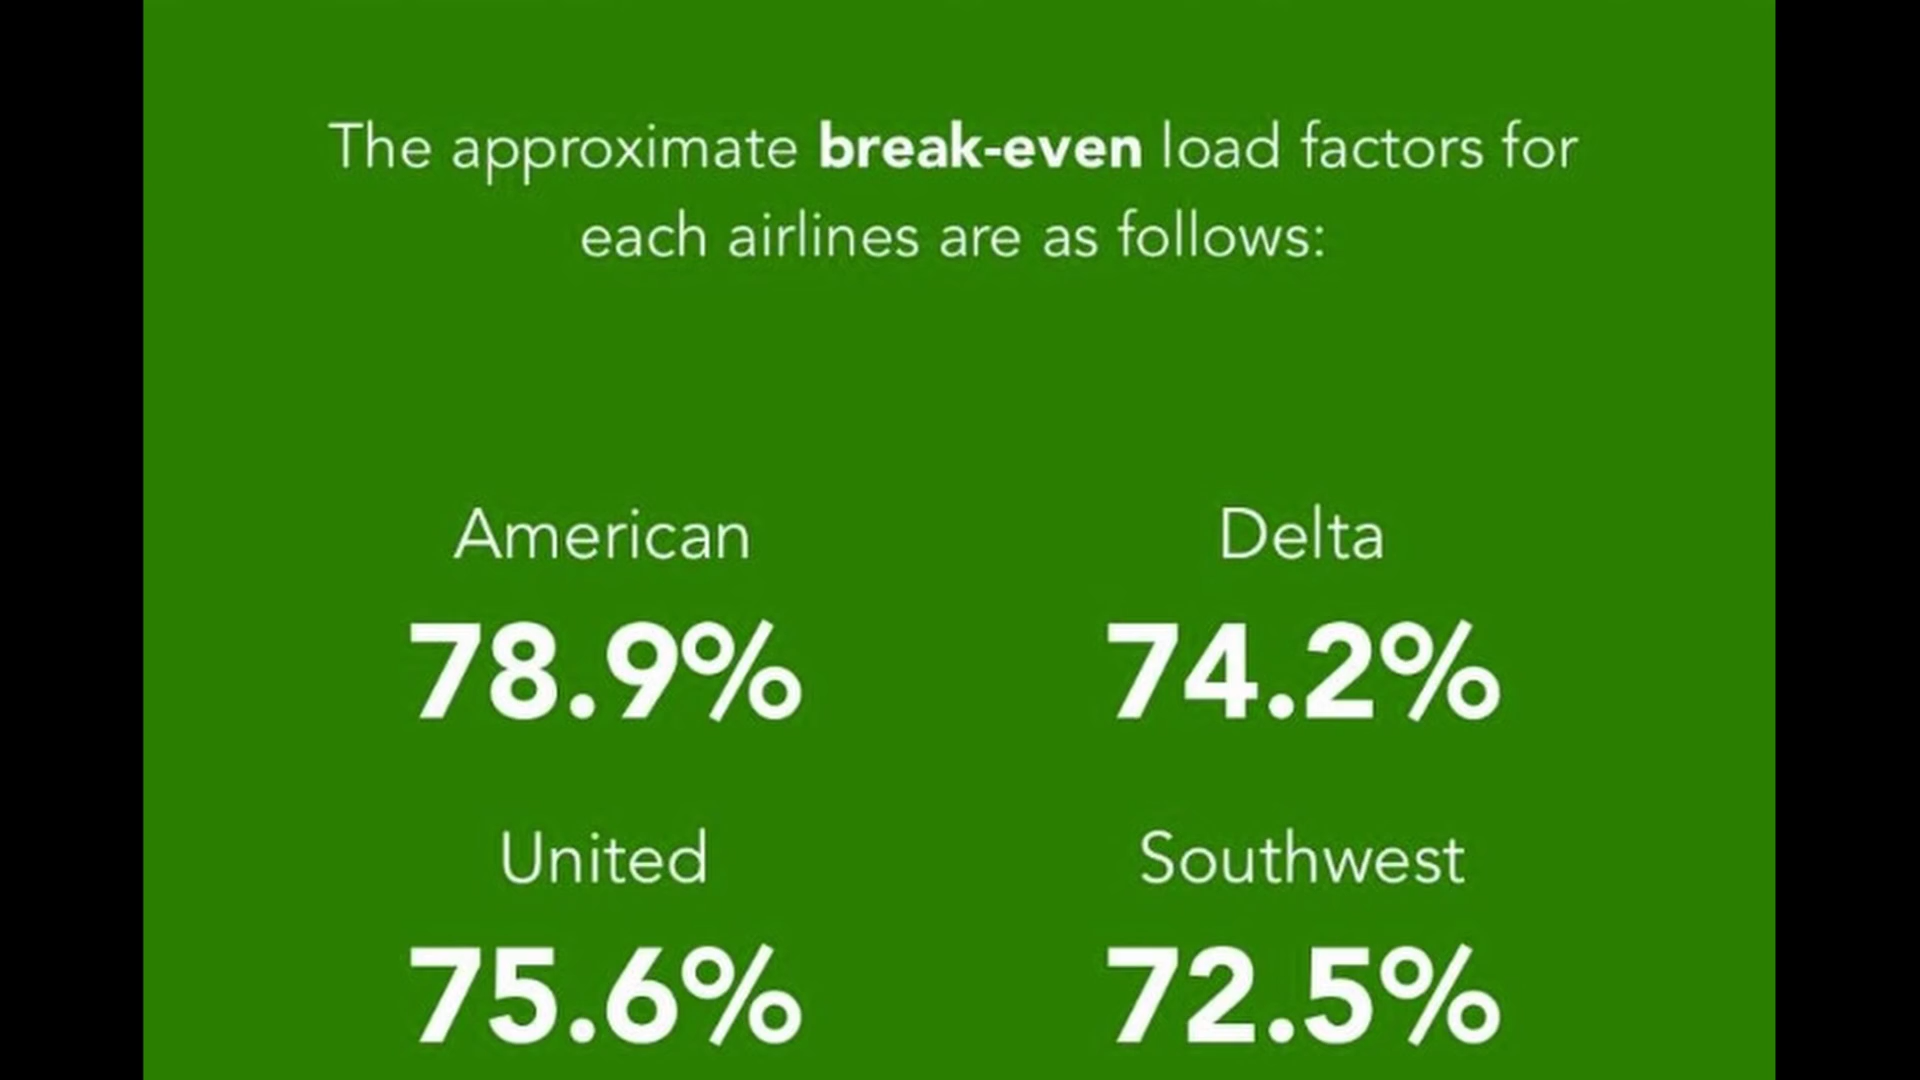 The approximate break-even load factors for
each airlines are as follows:
American
78.9%
Delta
74.2%
United
75.6%
Southwest
72.5%